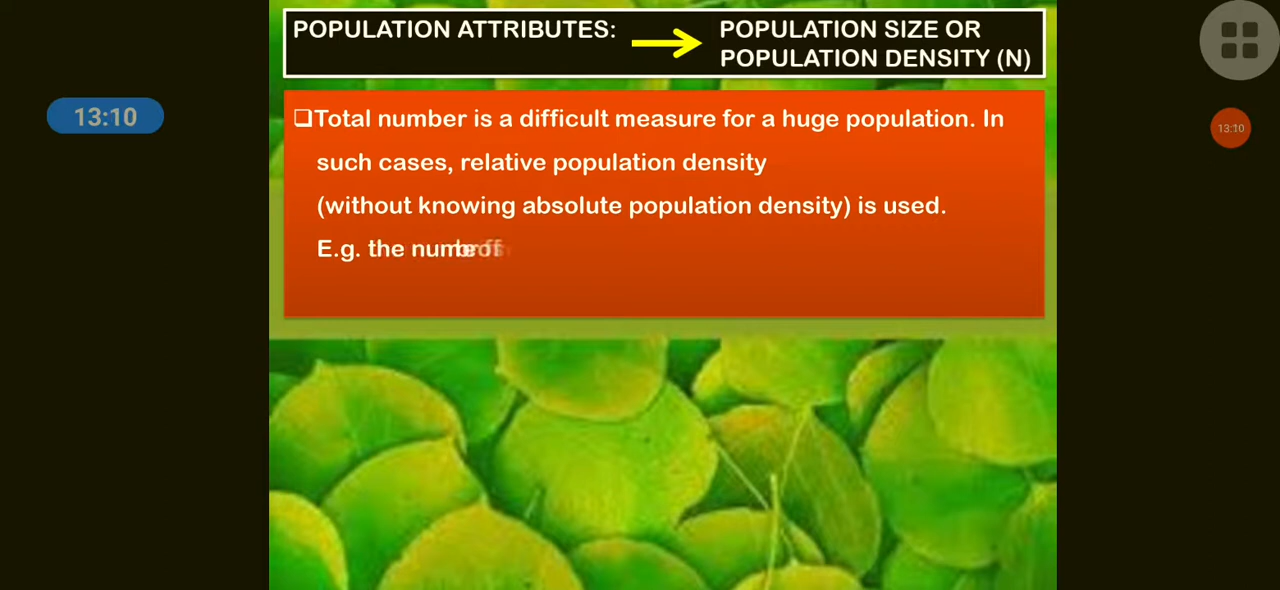 POPULATION ATTRIBUTES:
POPULATION SIZE OR
POPULATION DENSITY (N)
13:10
13:10
❑Total number is a difficult measure for a huge population. In
such cases, relative population density
(without knowing absolute population density) is used.
E.g. the